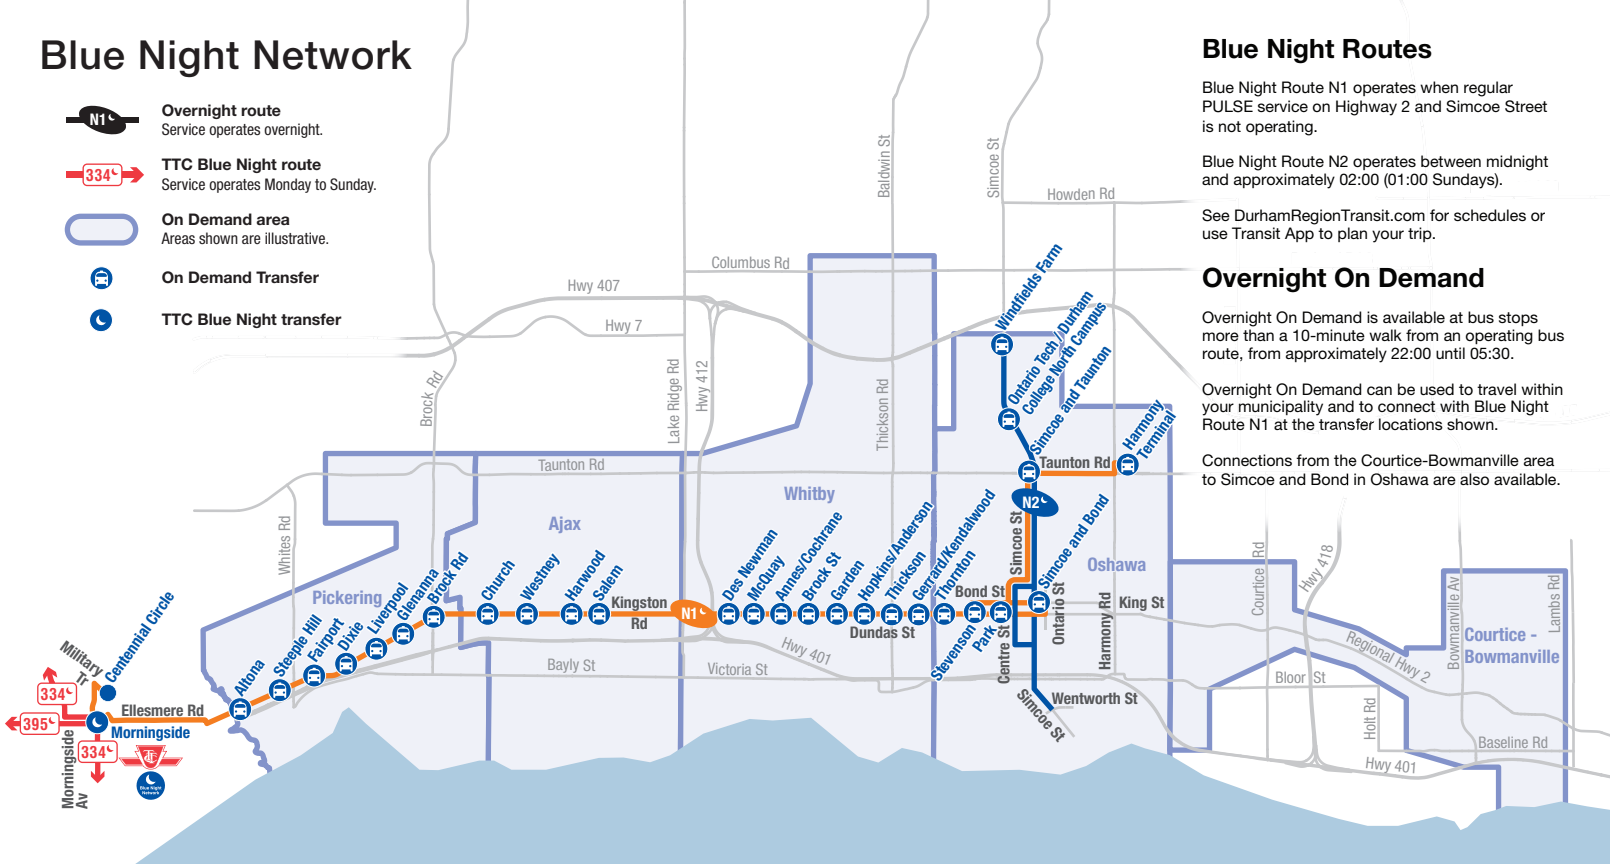 Blue Night Network
N1
Overnight route
Service operates overnight.
334
TTC Blue Night route
Service operates Monday to Sunday.
On Demand area
Areas shown are illustrative.
On Demand Transfer
TTC Blue Night transfer
Blue Night Routes
Blue Night Route N1 operates when regular
PULSE service on Highway 2 and Simcoe Street
is not operating.
Blue Night Route N2 operates between midnight
and approximately 02:00 (01:00 Sundays).
See DurhamRegionTransit.com for schedules or
use Transit App to plan your trip.
Overnight On Demand
Overnight On Demand is available at bus stops
more than a 10-minute walk from an operating bus
route, from approximately 22:00 until 05:30.
Overnight On Demand can be used to travel within
your municipality and to connect with Blue Night
Route N1 at the transfer locations shown.
Connections from the Courtice-Bowmanville area
to Simcoe and Bond in Oshawa are also available.
Baldwin St
Simcoe St
Howden Rd
Columbus Rd
Hwy 407
Hwy 7
Brock Rd
Lake Ridge Rd
Hwy 412
Thickson Rd
Windfields Farm
Ontario Tech / Durham
College North Campus
Simcoe and Taunton
Harmony
Terminal
Taunton Rd
Taunton Rd
Whitby
Ajax
N2
Whites Rd
Pickering
Oshawa
Simcoe St
Simcoe and Bond
Courtice Rd
Hwy 418
Bowmanville Av
Lambs Rd
Centennial Circle
Military
Tr
334
395
334
Morningside
Ellesmere Rd
Morningside
Av
TTC
Blue Night
Network
Altona
Steeple Hill
Fairport
Dixie
Liverpool
Glenanna
Brock Rd
Church
Westney
Harwood
Salem
Kingston
Rd
N1
Des Newman
McQuay
Annes/Cochrane
Brock St
Garden
Hopkins/Anderson
Thickson
Gerrard/Kendalwood
Thornton
Stevenson
Park
Bond St
Dundas St
Centre St
Ontario St
Harmony Rd
King St
Bayly St
Victoria St
Hwy 401
Simcoe St
Wentworth St
Regional Hwy 2
Courtice -
Bowmanville
Bloor St
Holt Rd
Baseline Rd
Hwy 401